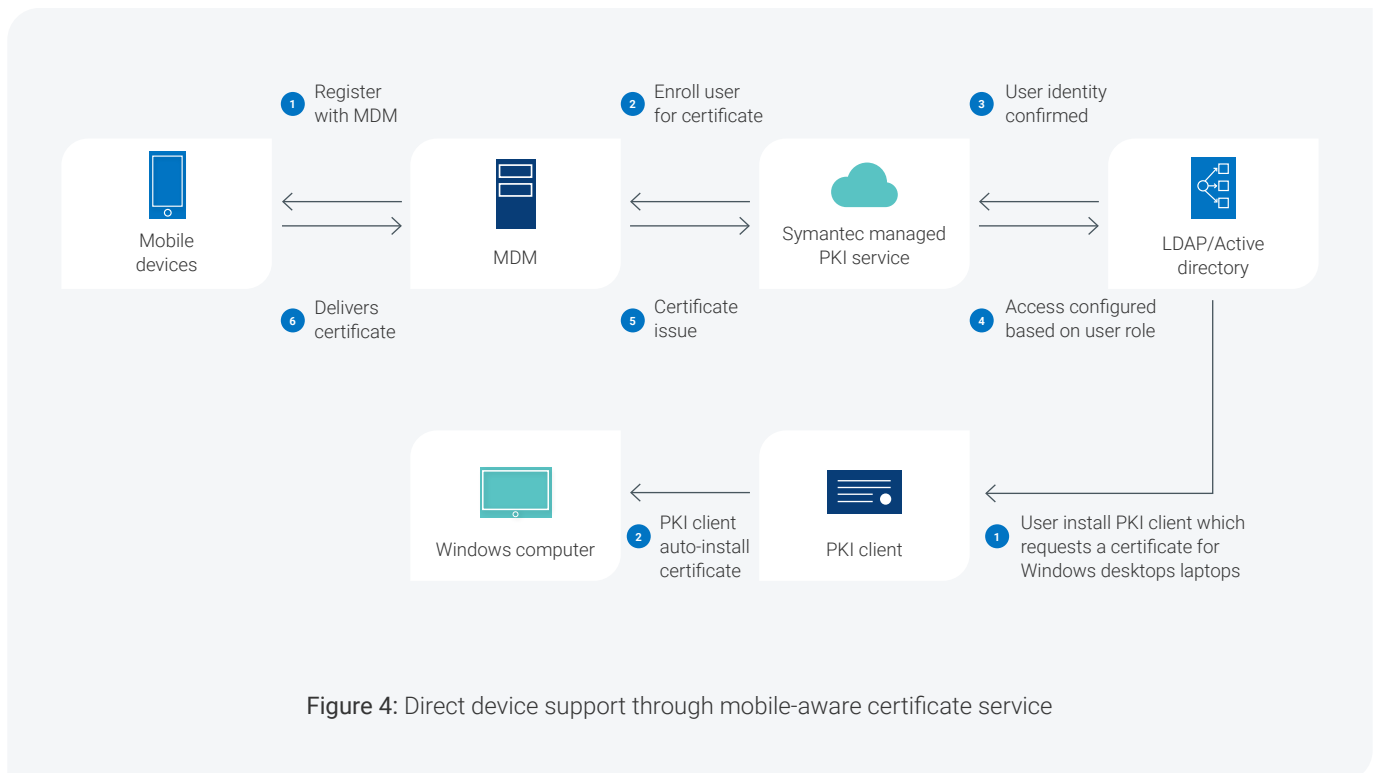 1 Register
with MDM
2 Enroll user
for certificate
3 User identity
confirmed
Mobile
devices
MDM
Symantec managed
PKI service
LDAP/Active
directory
6 Delivers
certificate
5 Certificate
issue
4 Access configured
based on user role
Windows computer
2 PKI client
auto-install
certificate
PKI client
1 User install PKI client which
requests a certificate for
Windows desktops laptops
Figure 4: Direct device support through mobile-aware certificate service